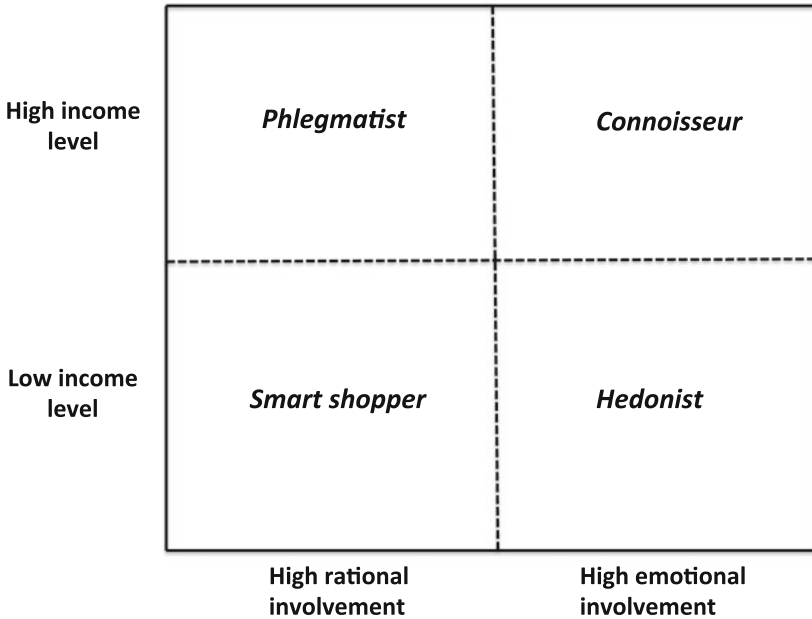 High income
level
Phlegmatist
Connoisseur
Low income
level
Smart shopper
Hedonist
High rational
involvement
High emotional
involvement